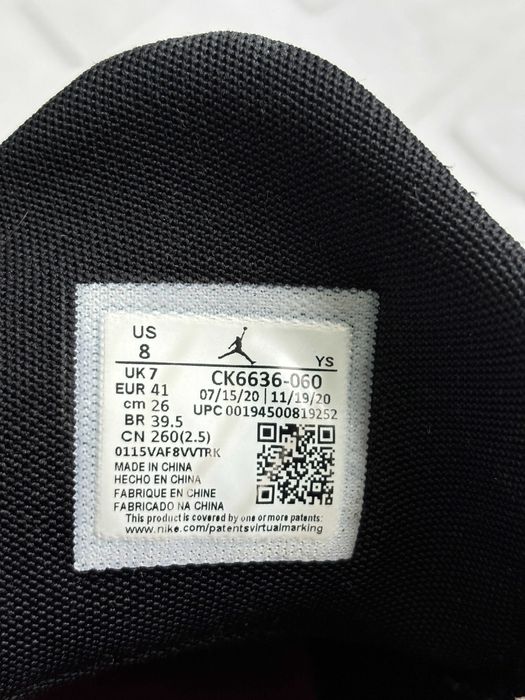 US
8
YS
UK 7
CK6636-060
EUR 41
07/15/20 | 11/19/20
cm 26
UPC 00194500819252
BR 39.5
CN 260(2.5)
0115VAF8VVTRK
MADE IN CHINA
HECHO EN CHINA
FABRIQUE EN CHINE
FABRICADO NA CHINA
This product is covered by one or more patents:
www.nike.com/patentsvirtualmarking